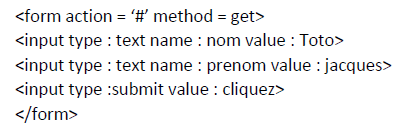 <form action = ‘#’ method = get>
<input type : text name : nom value : Toto>
<input type : text name : prenom value : jacques>
<input type :submit value : cliquez>
</form>